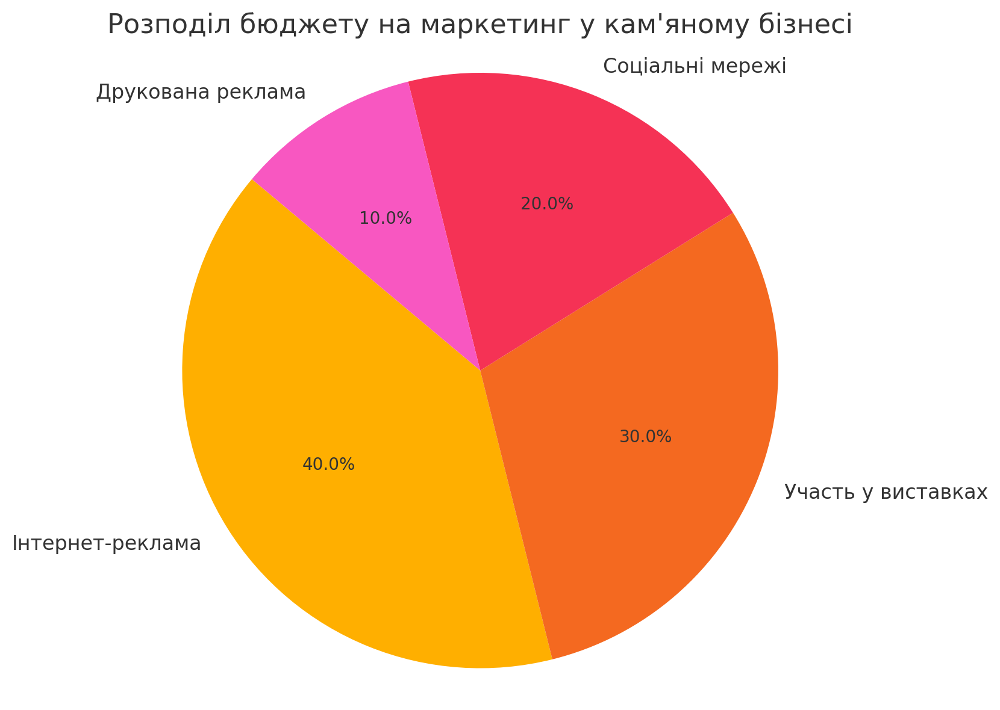 Розподіл бюджету на маркетинг у кам'яному бізнесі
Соціальні мережі
Друкована реклама
20.0%
10.0%
30.0%
40.0%
Участь у виставках
Інтернет-реклама